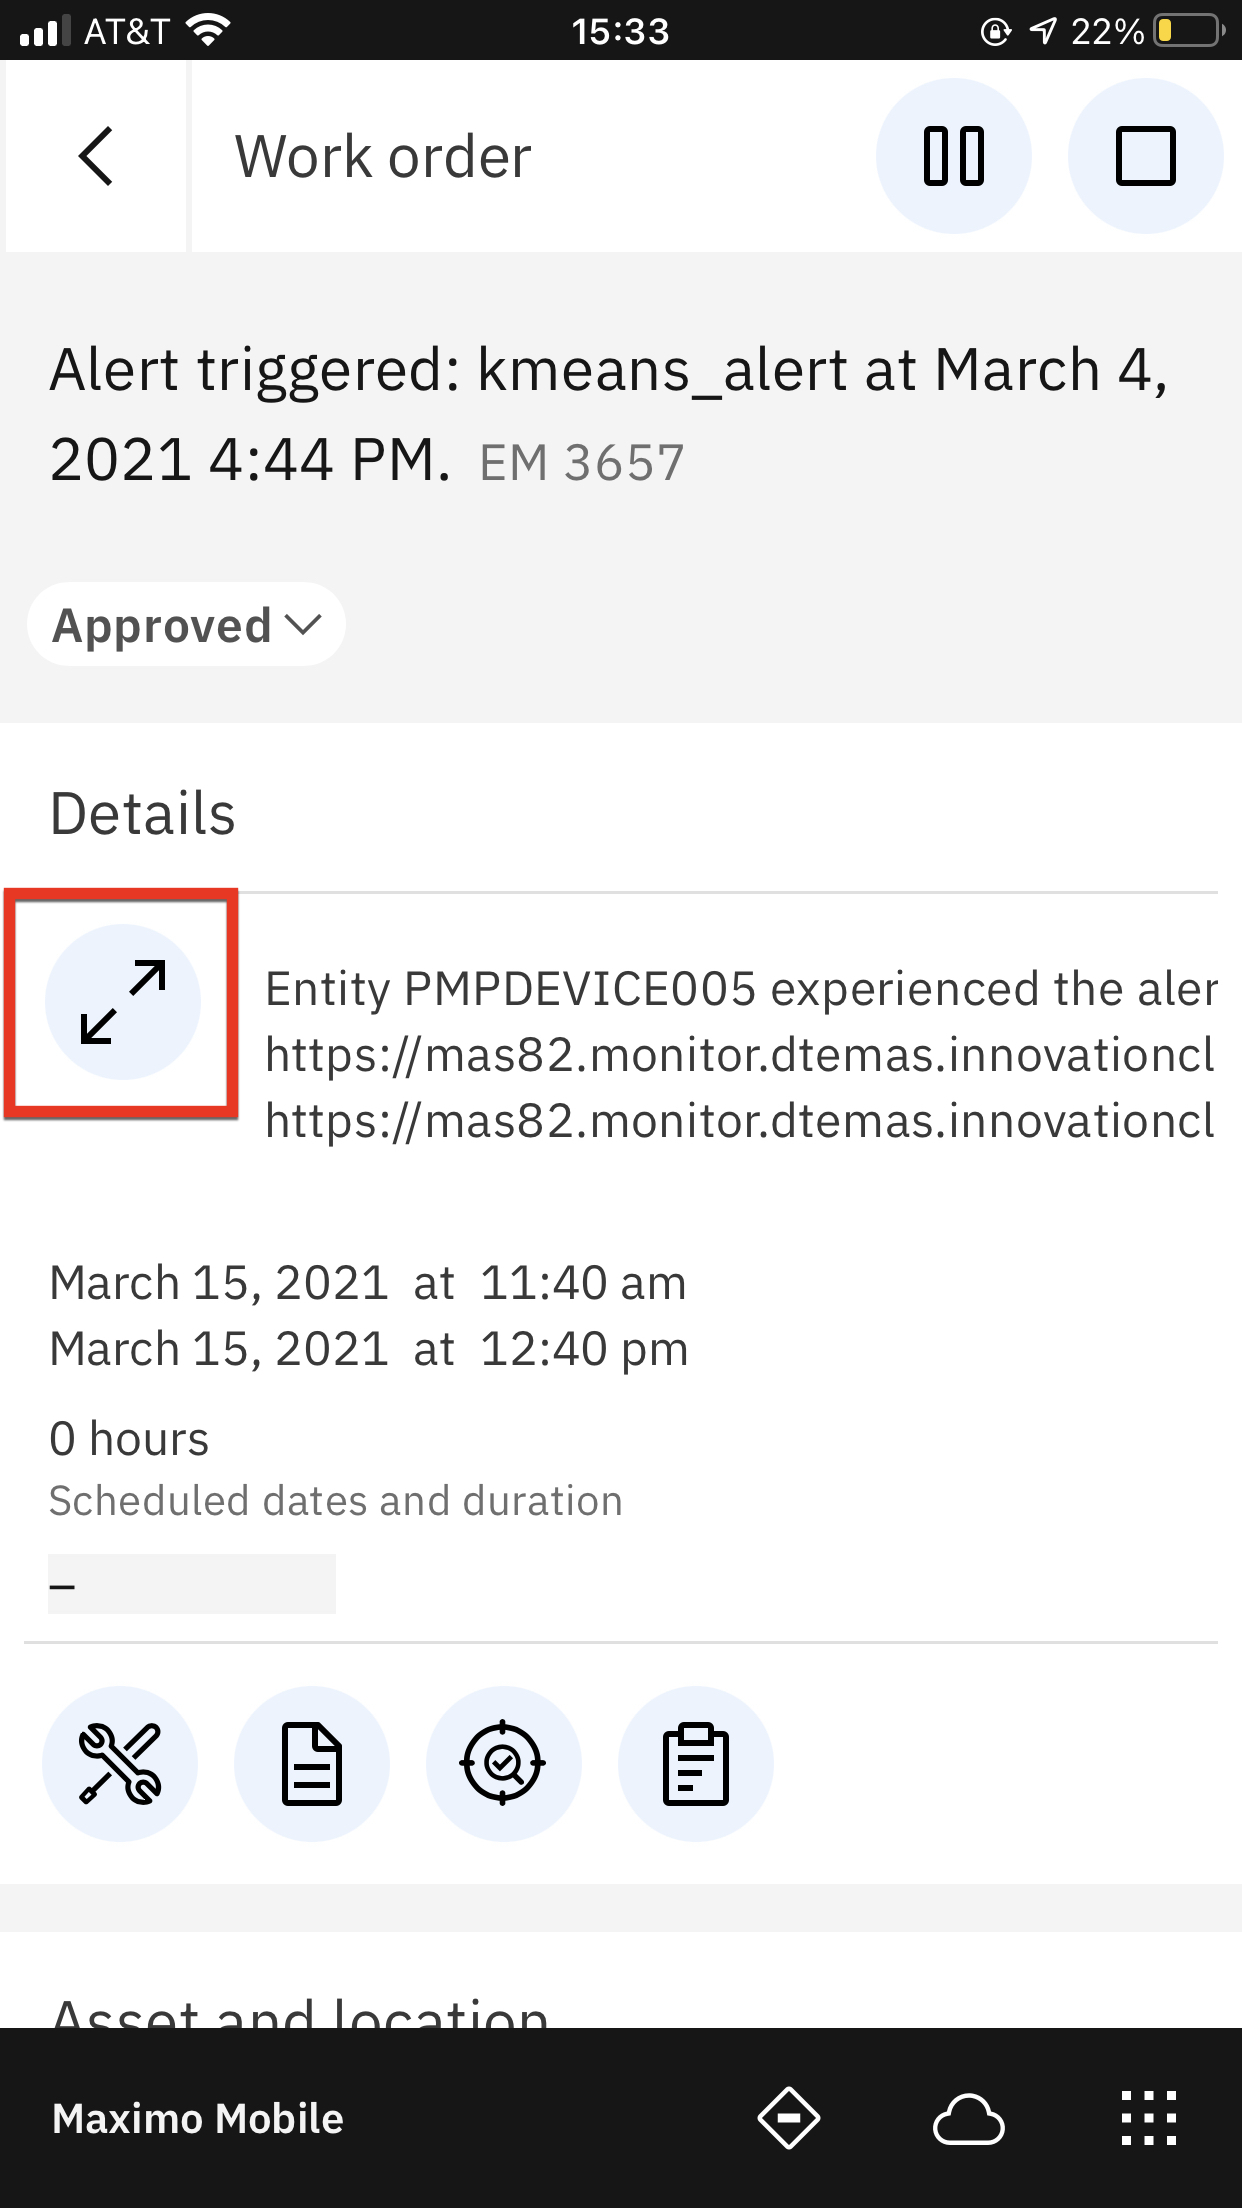 AT&T 15:33 22%
Work order
Alert triggered: kmeans_alert at March 4,
2021 4:44 PM. EM 3657
Approved
Details
Entity PMPDEVICE005 experienced the aler
https://mas82.monitor.dtemas.innovationcl
https://mas82.monitor.dtemas.innovationcl
March 15, 2021 at 11:40 am
March 15, 2021 at 12:40 pm
0 hours
Scheduled dates and duration
–
Asset and location
Maximo Mobile